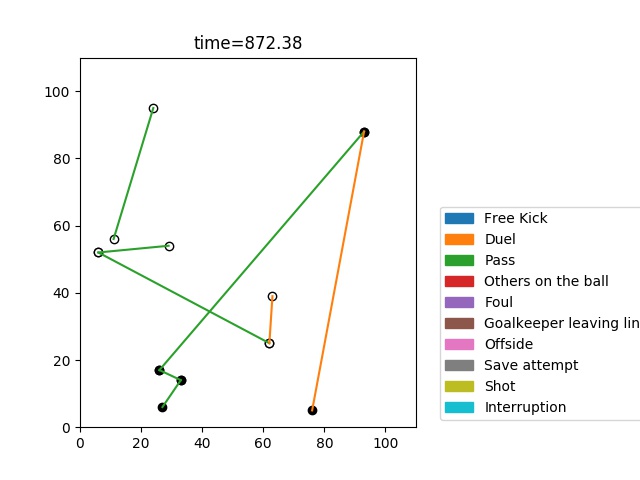 time=872.38
100
80
60
40
20
0
0 20 40 60 80 100
Free Kick
Duel
Pass
Others on the ball
Foul
Goalkeeper leaving lin
Offside
Save attempt
Shot
Interruption